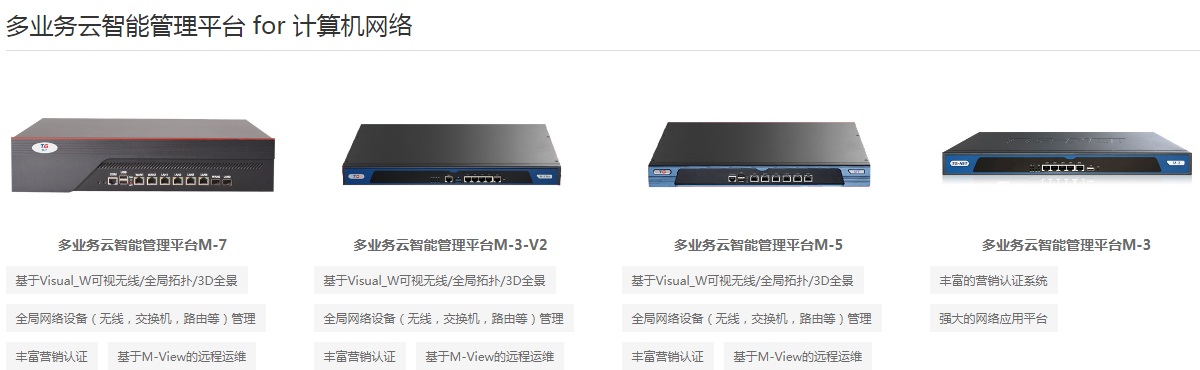 多业务云智能管理平台 for 计算机网络
TG
TG
TG
TG-NET
M-3
多业务云智能管理平台M-7
多业务云智能管理平台M-3-V2
多业务云智能管理平台M-5
多业务云智能管理平台M-3
基于Visual_W可视无线/全局拓扑/3D全景
基于Visual_W可视无线/全局拓扑/3D全景
基于Visual_W可视无线/全局拓扑/3D全景
丰富的营销认证系统
全局网络设备（无线，交换机，路由等）管理
全局网络设备（无线，交换机，路由等）管理
全局网络设备（无线，交换机，路由等）管理
强大的网络应用平台
丰富营销认证
基于M-View的远程运维
丰富营销认证
基于M-View的远程运维
丰富营销认证
基于M-View的远程运维